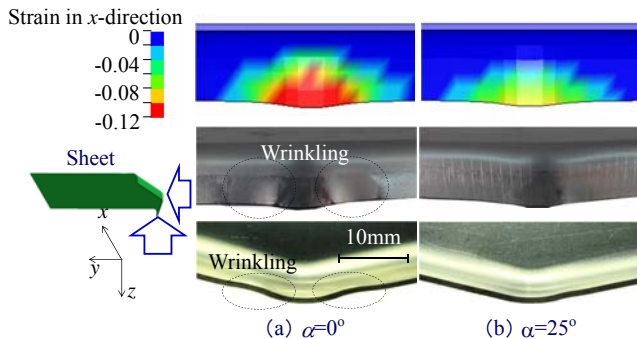 Strain in x-direction
0
-0.04
-0.08
-0.12
Sheet
x
y
z
Wrinkling
Wrinkling
10mm
(a) α=0°
(b) α=25°